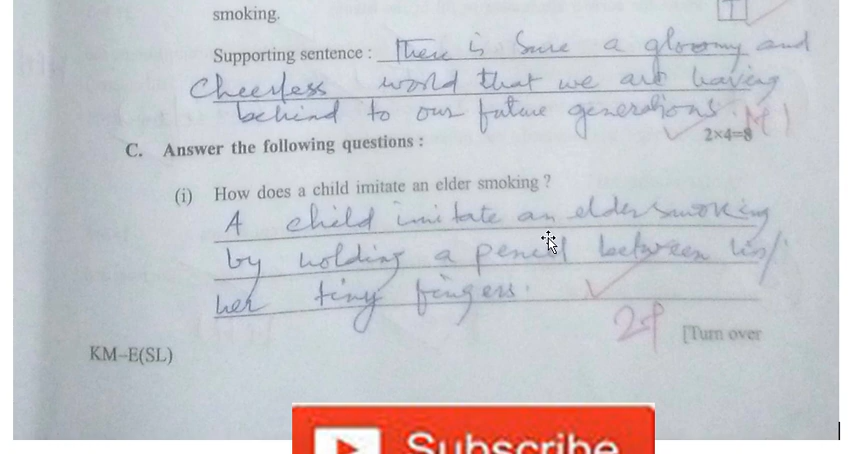 smoking.
T
Supporting sentence : There is sure a gloomy and
Cheerless world that we are having
behind to our future generations.
2×4=8
C. Answer the following questions :
(i) How does a child imitate an elder smoking ?
A child imitate an elder smoking
by holding a pencil between his/
her tiny fingers.
[Turn over
KM–E(SL)
Subscribe